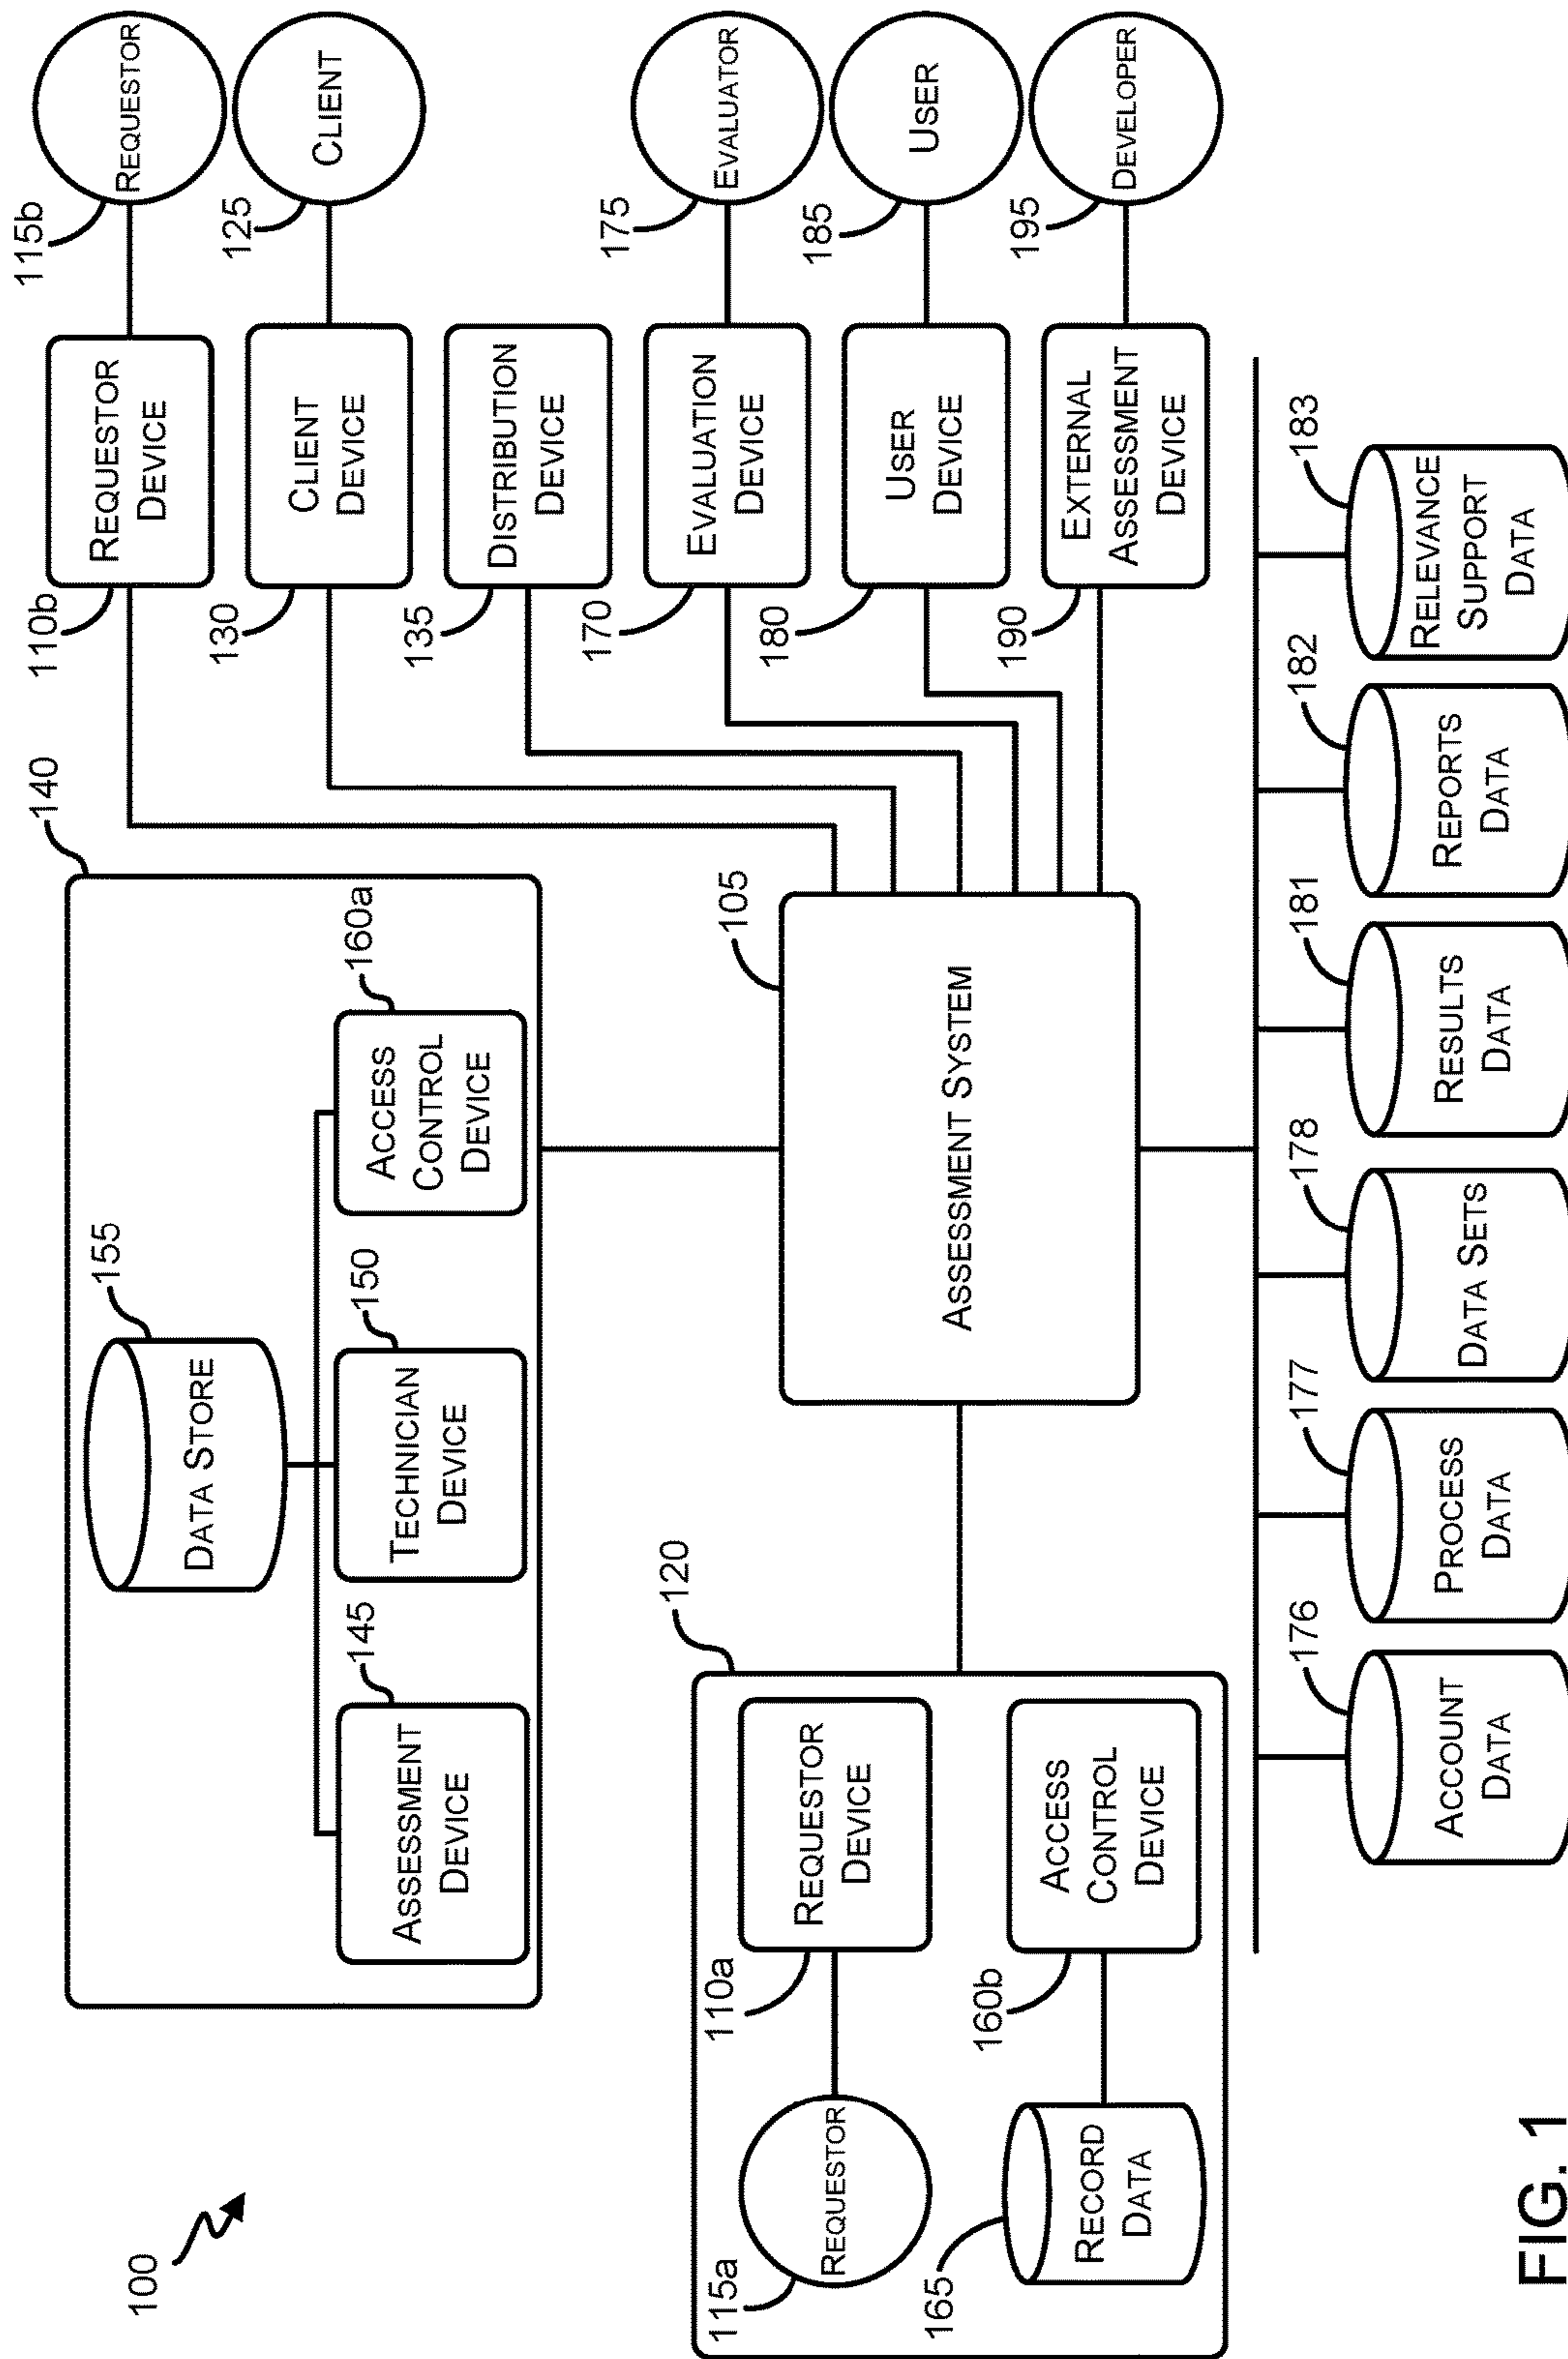 100
140
155
DATA STORE
145
150
160a
ASSESSMENT
DEVICE
TECHNICIAN
DEVICE
ACCESS
CONTROL
DEVICE
110b
REQUESTOR
DEVICE
115b
REQUESTOR
130
CLIENT
DEVICE
125
CLIENT
135
DISTRIBUTION
DEVICE
170
EVALUATION
DEVICE
175
EVALUATOR
180
USER
DEVICE
185
USER
190
EXTERNAL
ASSESSMENT
DEVICE
195
DEVELOPER
120
115a
REQUESTOR
110a
REQUESTOR
DEVICE
165
RECORD
DATA
160b
ACCESS
CONTROL
DEVICE
105
ASSESSMENT SYSTEM
176
ACCOUNT
DATA
177
PROCESS
DATA
178
DATA SETS
181
RESULTS
DATA
182
REPORTS
DATA
183
RELEVANCE
SUPPORT
DATA
FIG. 1